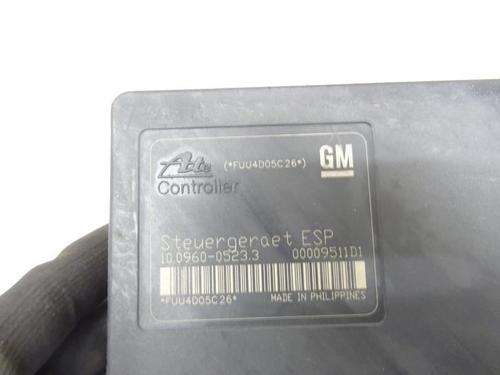 Ate (*FUU4D05C26*) GM
Controller
Steuergeraet ESP
10.0960-0523.3 00009511D1
*FUU4D05C26* MADE IN PHILIPPINES